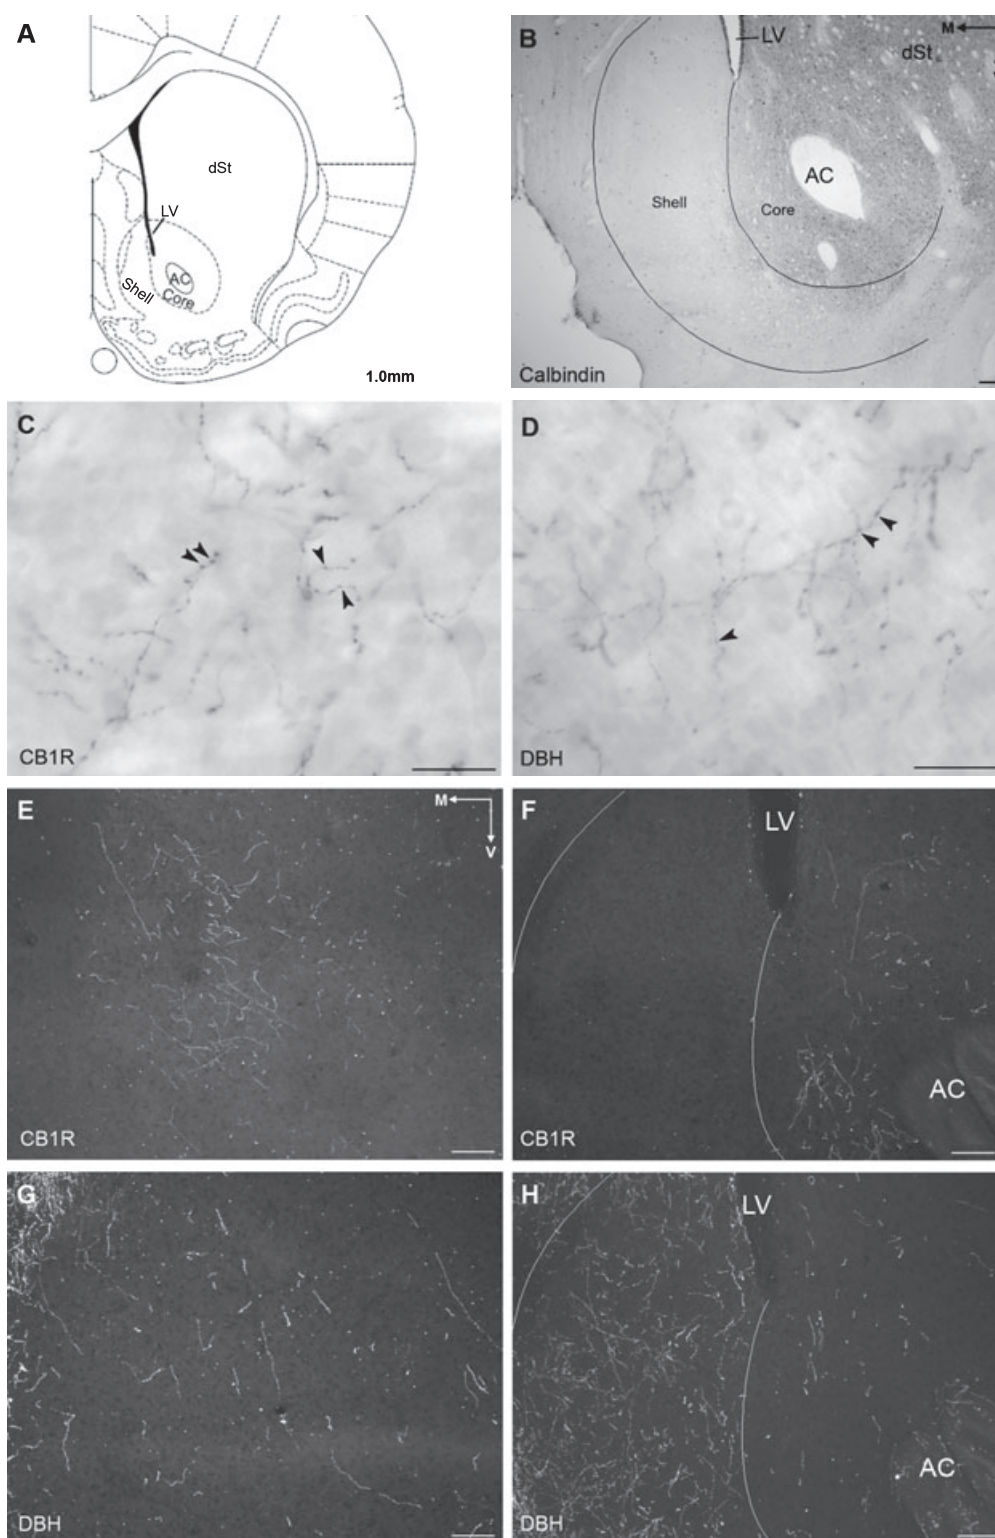 A
dSt
LV
AC
Shell
Core
1.0mm
B
LV
M
dSt
AC
Shell
Core
Calbindin
C
CB1R
D
DBH
E
M
V
CB1R
F
LV
AC
CB1R
G
DBH
H
LV
AC
DBH